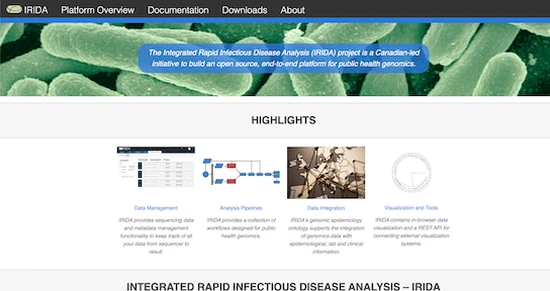 IRIDA Platform Overview Documentation Downloads About
The Integrated Rapid Infectious Disease Analysis (IRIDA) project is a Canadian-led
initiative to build an open source, end-to-end platform for public health genomics.
HIGHLIGHTS
Data Management
IRIDA provides sequencing data
and metadata management
functionality to keep track of all
your data from sequencer to
result.
Analysis Pipelines
IRIDA provides a collection of
workflows designed for public
health genomics.
Data Integration
IRIDA's genomic epidemiology
ontology supports the integration
of genomics data with
epidemiological, lab and clinical
information.
Visualization and Tools
IRIDA contains in-browser data
visualization and a REST API for
connecting external visualization
systems.
INTEGRATED RAPID INFECTIOUS DISEASE ANALYSIS – IRIDA